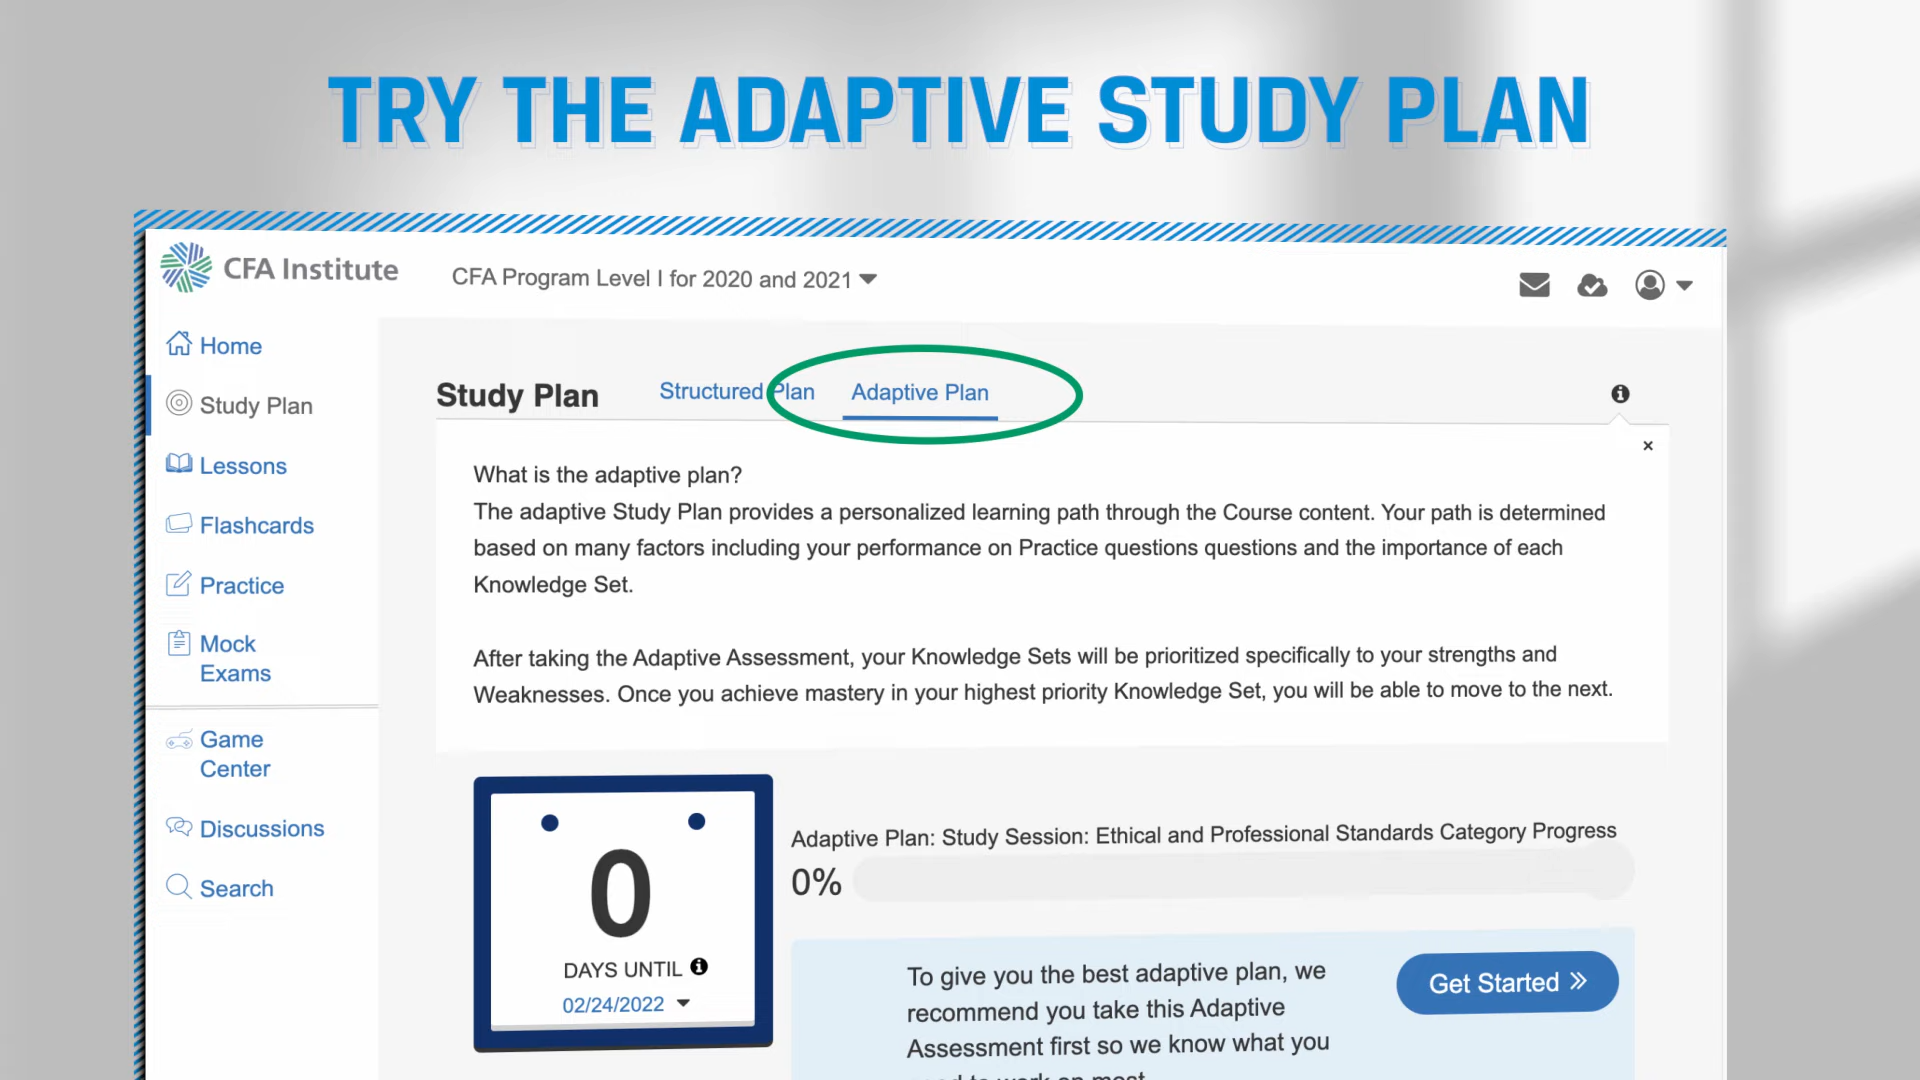 TRY THE ADAPTIVE STUDY PLAN
CFA Institute
CFA Program Level I for 2020 and 2021
Home
Study Plan
Lessons
Flashcards
Practice
Mock
Exams
Game
Center
Discussions
Search
Study Plan
Structured Plan
Adaptive Plan
What is the adaptive plan?
The adaptive Study Plan provides a personalized learning path through the Course content. Your path is determined
based on many factors including your performance on Practice questions questions and the importance of each
Knowledge Set.
After taking the Adaptive Assessment, your Knowledge Sets will be prioritized specifically to your strengths and
Weaknesses. Once you achieve mastery in your highest priority Knowledge Set, you will be able to move to the next.
0
DAYS UNTIL
02/24/2022
Adaptive Plan: Study Session: Ethical and Professional Standards Category Progress
0%
To give you the best adaptive plan, we
recommend you take this Adaptive
Assessment first so we know what you
Get Started